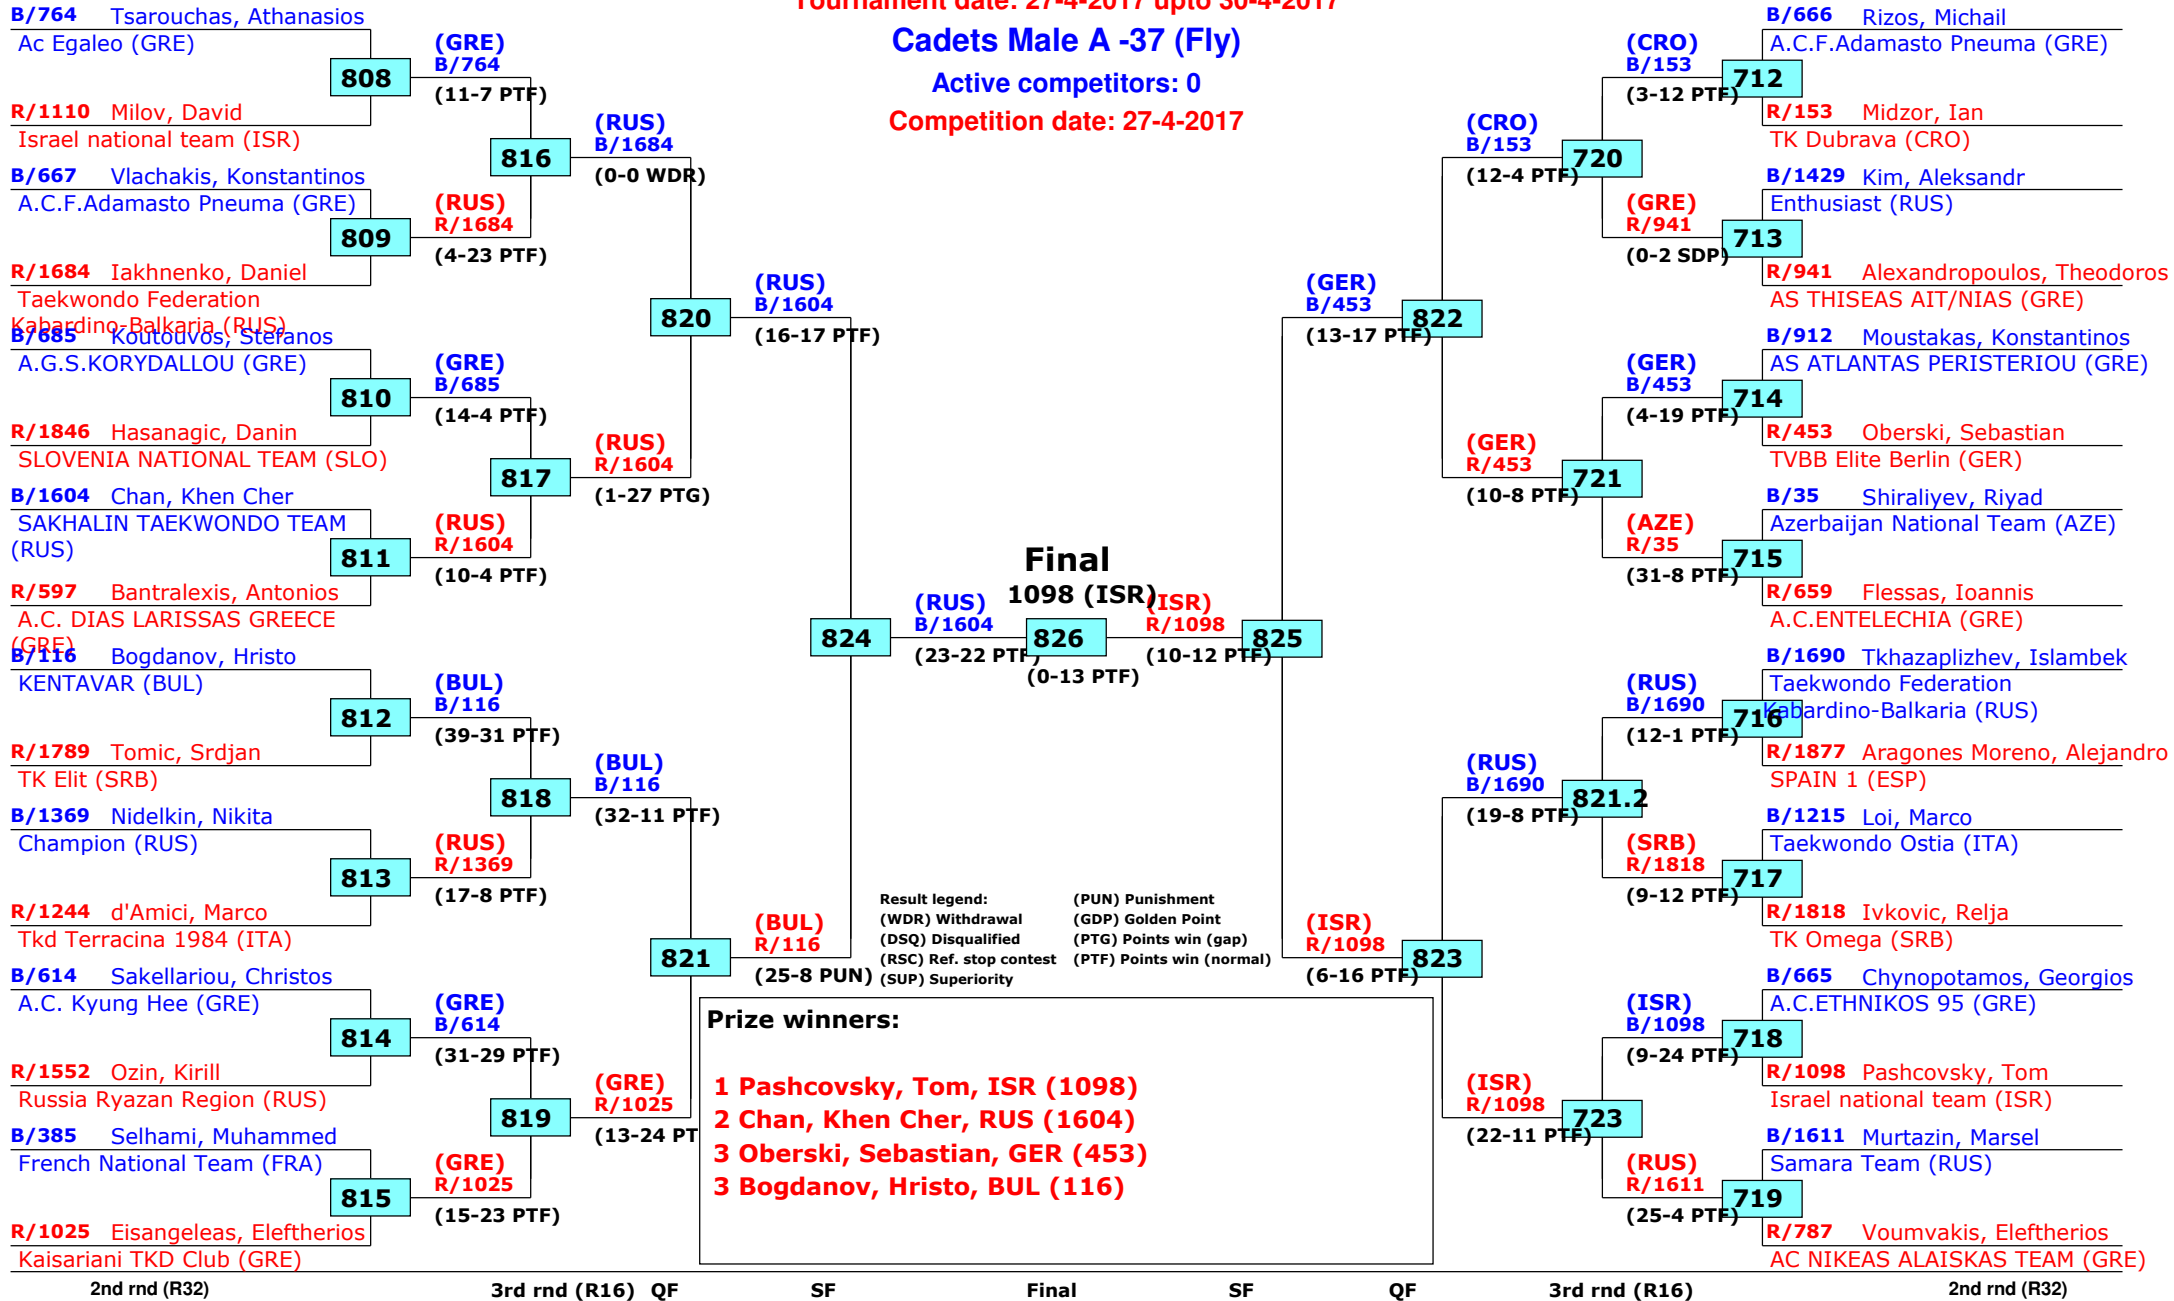 Tournament date: 27-4-2017 upto 30-4-2017
Cadets Male A -37 (Fly)
Active competitors: 0
Competition date: 27-4-2017
B/764 Tsarouchas, Athanasios
Ac Egaleo (GRE)
808
R/1110 Milov, David
Israel national team (ISR)
B/667 Vlachakis, Konstantinos
A.C.F.Adamasto Pneuma (GRE)
809
R/1684 Iakhnenko, Daniel
Taekwondo Federation
Kabardino-Balkaria (RUS)
B/685 Koutouvos, Stefanos
A.G.S.KORYDALLOU (GRE)
810
R/1846 Hasanagic, Danin
SLOVENIA NATIONAL TEAM (SLO)
B/1604 Chan, Khen Cher
SAKHALIN TAEKWONDO TEAM
(RUS)
811
R/597 Bantralexis, Antonios
A.C. DIAS LARISSAS GREECE
(GRE)
B/116 Bogdanov, Hristo
KENTAVAR (BUL)
812
R/1789 Tomic, Srdjan
TK Elit (SRB)
B/1369 Nidelkin, Nikita
Champion (RUS)
813
R/1244 d'Amici, Marco
Tkd Terracina 1984 (ITA)
B/614 Sakellariou, Christos
A.C. Kyung Hee (GRE)
814
R/1552 Ozin, Kirill
Russia Ryazan Region (RUS)
B/385 Selhami, Muhammed
French National Team (FRA)
815
R/1025 Eisangeleas, Eleftherios
Kaisariani TKD Club (GRE)
(GRE)
B/764
(11-7 PTF)
816
(RUS)
R/1684
(4-23 PTF)
(GRE)
B/685
(14-4 PTF)
817
(RUS)
R/1604
(10-4 PTF)
(BUL)
B/116
(39-31 PTF)
818
(RUS)
R/1369
(17-8 PTF)
(GRE)
B/614
(31-29 PTF)
819
(GRE)
R/1025
(15-23 PTF)
(RUS)
B/1684
(0-0 WDR)
820
(RUS)
R/1604
(1-27 PTG)
(BUL)
B/116
(32-11 PTF)
821
(GRE)
R/1025
(13-24 PT
(RUS)
B/1604
(16-17 PTF)
824
(BUL)
R/116
(25-8 PUN)
(RUS)
B/1604
(23-22 PTF)
Final
1098 (ISR)
826
(0-13 PTF)
(ISR)
R/1098
(10-12 PTF)
825
(GER)
B/453
(13-17 PTF)
822
(ISR)
R/1098
(6-16 PTF)
823
(CRO)
B/153
(12-4 PTF)
720
(GER)
R/453
(10-8 PTF)
721
(RUS)
B/1690
(19-8 PTF)
821.2
(ISR)
R/1098
(22-11 PTF)
723
(CRO)
B/153
(3-12 PTF)
712
(GRE)
R/941
(0-2 SDP)
713
(GER)
B/453
(4-19 PTF)
714
(AZE)
R/35
(31-8 PTF)
715
(RUS)
B/1690
(12-1 PTF)
716
(SRB)
R/1818
(9-12 PTF)
717
(ISR)
B/1098
(9-24 PTF)
718
(RUS)
R/1611
(25-4 PTF)
719
B/666 Rizos, Michail
A.C.F.Adamasto Pneuma (GRE)
R/153 Midzor, Ian
TK Dubrava (CRO)
B/1429 Kim, Aleksandr
Enthusiast (RUS)
R/941 Alexandropoulos, Theodoros
AS THISEAS AIT/NIAS (GRE)
B/912 Moustakas, Konstantinos
AS ATLANTAS PERISTERIOU (GRE)
R/453 Oberski, Sebastian
TVBB Elite Berlin (GER)
B/35 Shiraliyev, Riyad
Azerbaijan National Team (AZE)
R/659 Flessas, Ioannis
A.C.ENTELECHIA (GRE)
B/1690 Tkhazaplizhev, Islambek
Taekwondo Federation
Kabardino-Balkaria (RUS)
R/1877 Aragones Moreno, Alejandro
SPAIN 1 (ESP)
B/1215 Loi, Marco
Taekwondo Ostia (ITA)
R/1818 Ivkovic, Relja
TK Omega (SRB)
B/665 Chynopotamos, Georgios
A.C.ETHNIKOS 95 (GRE)
R/1098 Pashcovsky, Tom
Israel national team (ISR)
B/1611 Murtazin, Marsel
Samara Team (RUS)
R/787 Voumvakis, Eleftherios
AC NIKEAS ALAISKAS TEAM (GRE)
Result legend: (PUN) Punishment
(WDR) Withdrawal (GDP) Golden Point
(DSQ) Disqualified (PTG) Points win (gap)
(RSC) Ref. stop contest (PTF) Points win (normal)
(SUP) Superiority
Prize winners:
1 Pashcovsky, Tom, ISR (1098)
2 Chan, Khen Cher, RUS (1604)
3 Oberski, Sebastian, GER (453)
3 Bogdanov, Hristo, BUL (116)
2nd rnd (R32) 3rd rnd (R16) QF SF Final SF QF 3rd rnd (R16) 2nd rnd (R32)